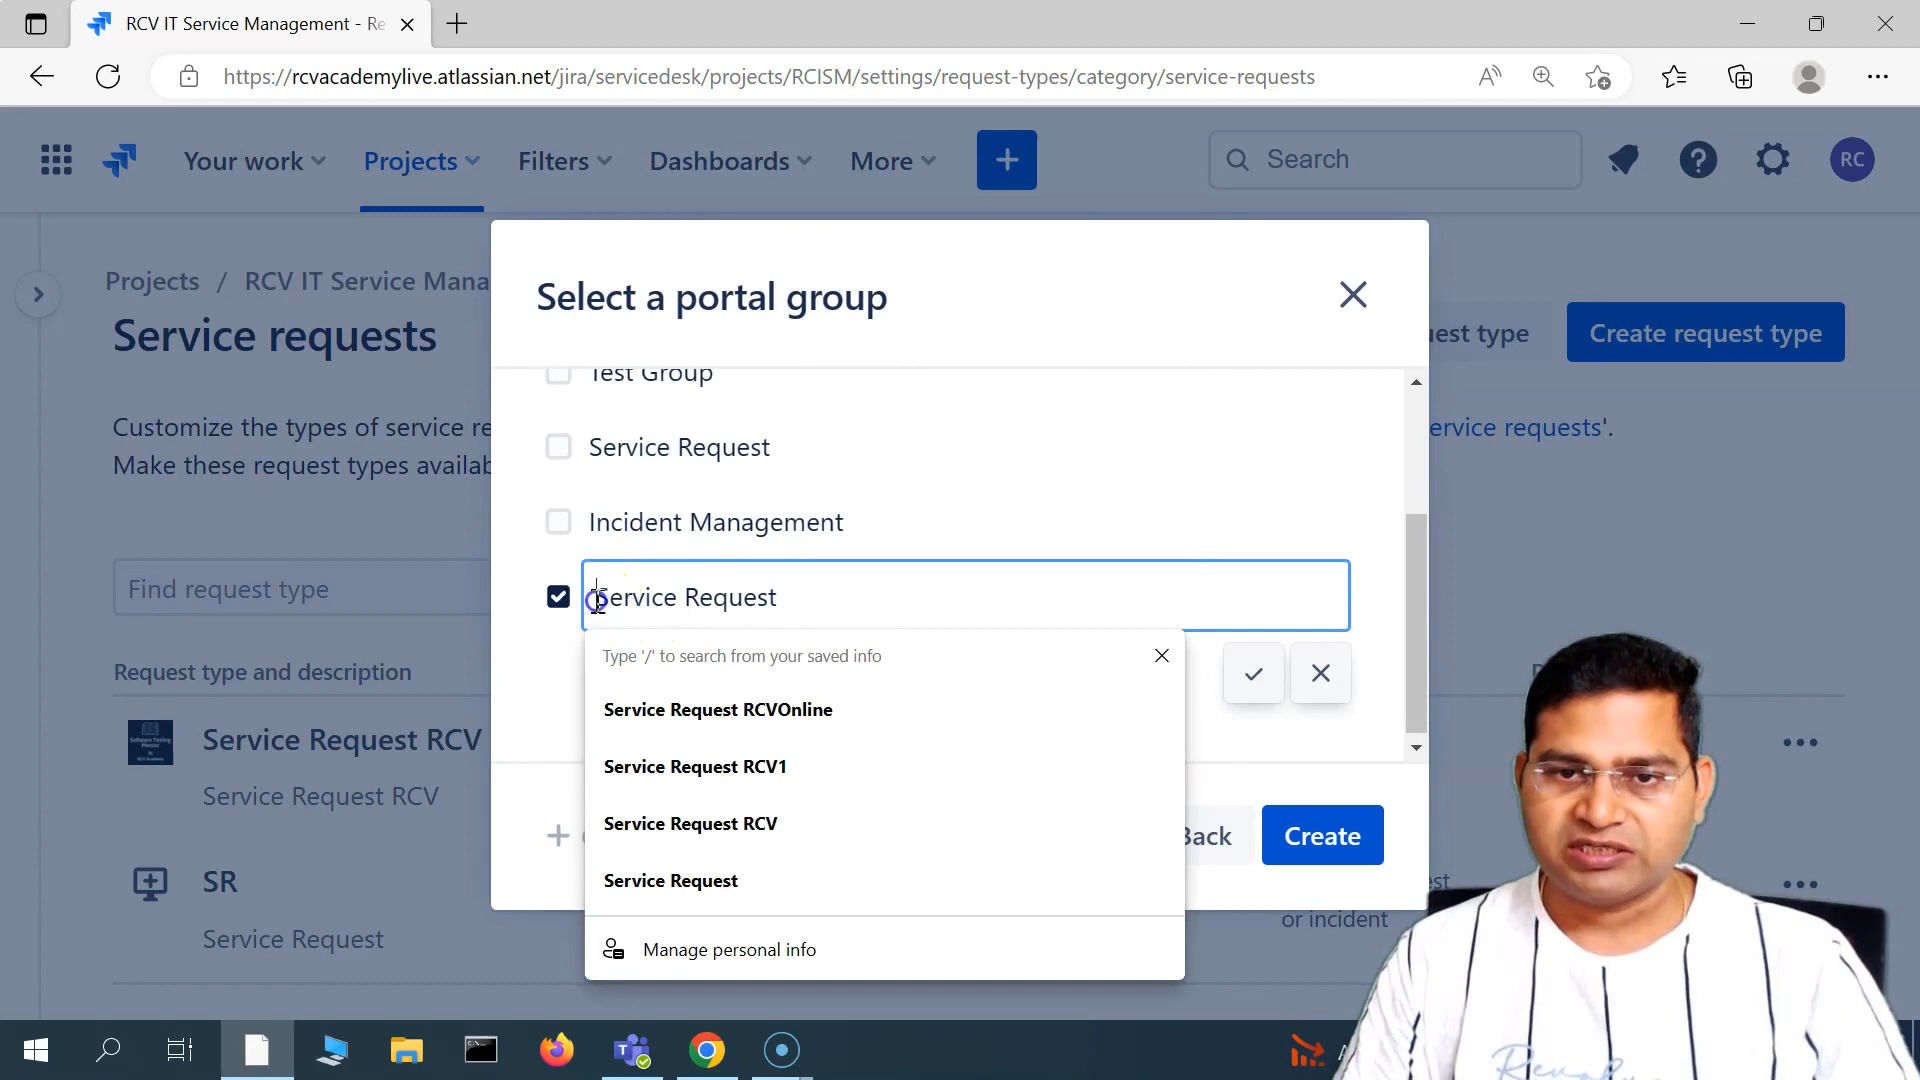 RCV IT Service Management - Re
https://rcvacademylive.atlassian.net/jira/servicedesk/projects/RCISM/settings/request-types/category/service-requests
Your work
Projects
Filters
Dashboards
More
Search
RC
Projects / RCV IT Service Mana
Service requests
uest type
Create request type
Customize the types of service re
ervice requests'.
Make these request types availab
Find request type
Request type and description
Service Request RCV
Service Request RCV
SR
Service Request
est
or incident
Select a portal group
Test Group
Service Request
Incident Management
Service Request
Type '/' to search from your saved info
Service Request RCVOnline
Service Request RCV1
Service Request RCV
Service Request
Manage personal info
Back
Create